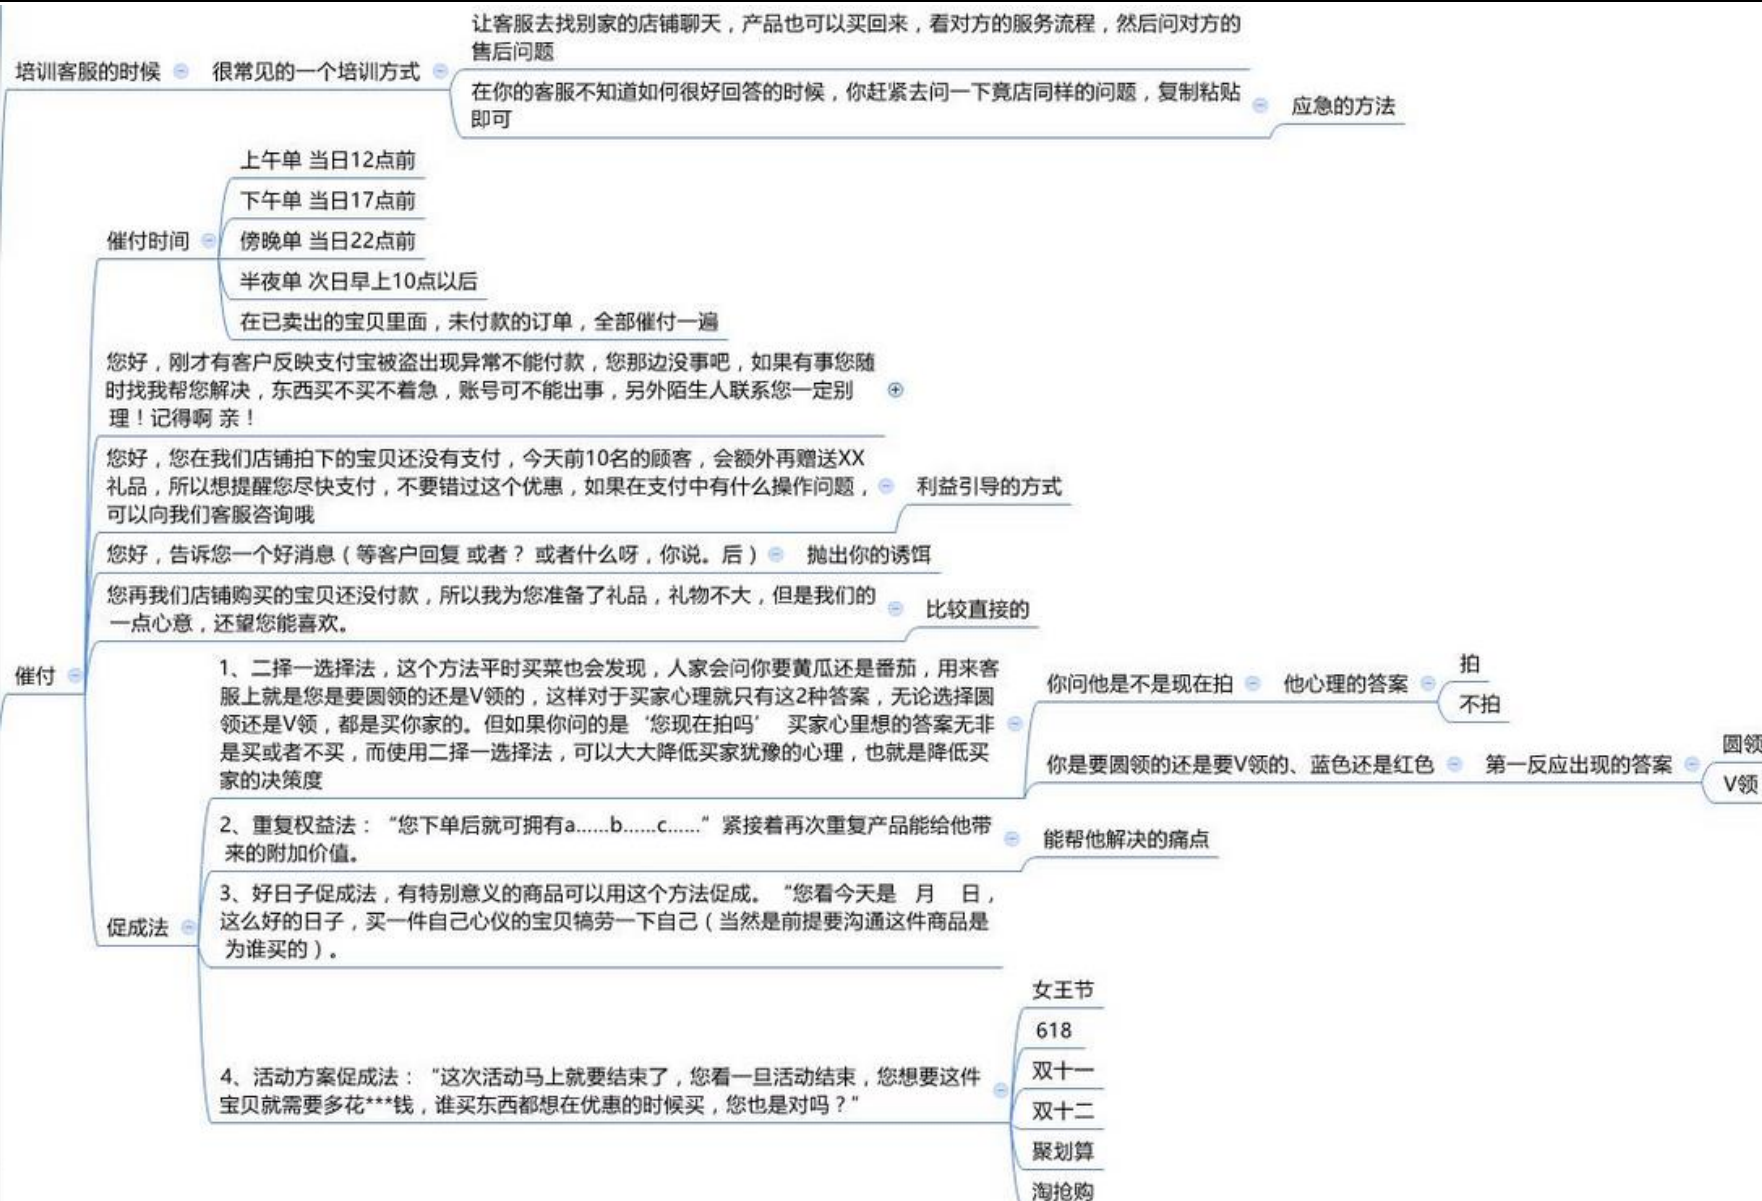 让客服去找别家的店铺聊天，产品也可以买回来，看对方的服务流程，然后问对方的
售后问题
培训客服的时候
很常见的一个培训方式
在你的客服不知道如何很好回答的时候，你赶紧去问一下竟店同样的问题，复制粘贴
即可
应急的方法
上午单 当日12点前
下午单 当日17点前
催付时间
傍晚单 当日22点前
半夜单 次日早上10点以后
在已卖出的宝贝里面，未付款的订单，全部催付一遍
您好，刚才有客户反映支付宝被盗出现异常不能付款，您那边没事吧，如果有事您随
时找我帮您解决，东西买不买不着急，账号可不能出事，另外陌生人联系您一定别
理！记得啊 亲！
您好，您在我们店铺拍下的宝贝还没有支付，今天前10名的顾客，会额外再赠送XX
礼品，所以想提醒您尽快支付，不要错过这个优惠，如果在支付中有什么操作问题，
可以向我们客服咨询哦
利益引导的方式
您好，告诉您一个好消息（等客户回复 或者？ 或者什么呀，你说。后）
抛出你的诱饵
您再我们店铺购买的宝贝还没付款，所以我为您准备了礼品，礼物不大，但是我们的
一点心意，还望您能喜欢。
比较直接的
催付
1、二择一选择法，这个方法平时买菜也会发现，人家会问你要黄瓜还是番茄，用来客
服上就是您是要圆领的还是V领的，这样对于买家心理就只有这2种答案，无论选择圆
领还是V领，都是买你家的。但如果你问的是‘您现在拍吗’ 买家心里想的答案无非
是买或者不买，而使用二择一选择法，可以大大降低买家犹豫的心理，也就是降低买
家的决策度
你问他是不是现在拍
他心理的答案
拍
不拍
你是要圆领的还是要V领的、蓝色还是红色
第一反应出现的答案
圆领
V领
2、重复权益法：“您下单后就可拥有a……b……c……”紧接着再次重复产品能给他带
来的附加价值。
能帮他解决的痛点
3、好日子促成法，有特别意义的商品可以用这个方法促成。“您看今天是 月 日，
这么好的日子，买一件自己心仪的宝贝犒劳一下自己（当然是前提要沟通这件商品是
为谁买的）。
促成法
4、活动方案促成法：“这次活动马上就要结束了，您看一旦活动结束，您想要这件
宝贝就需要多花***钱，谁买东西都想在优惠的时候买，您也是对吗？”
女王节
618
双十一
双十二
聚划算
淘抢购